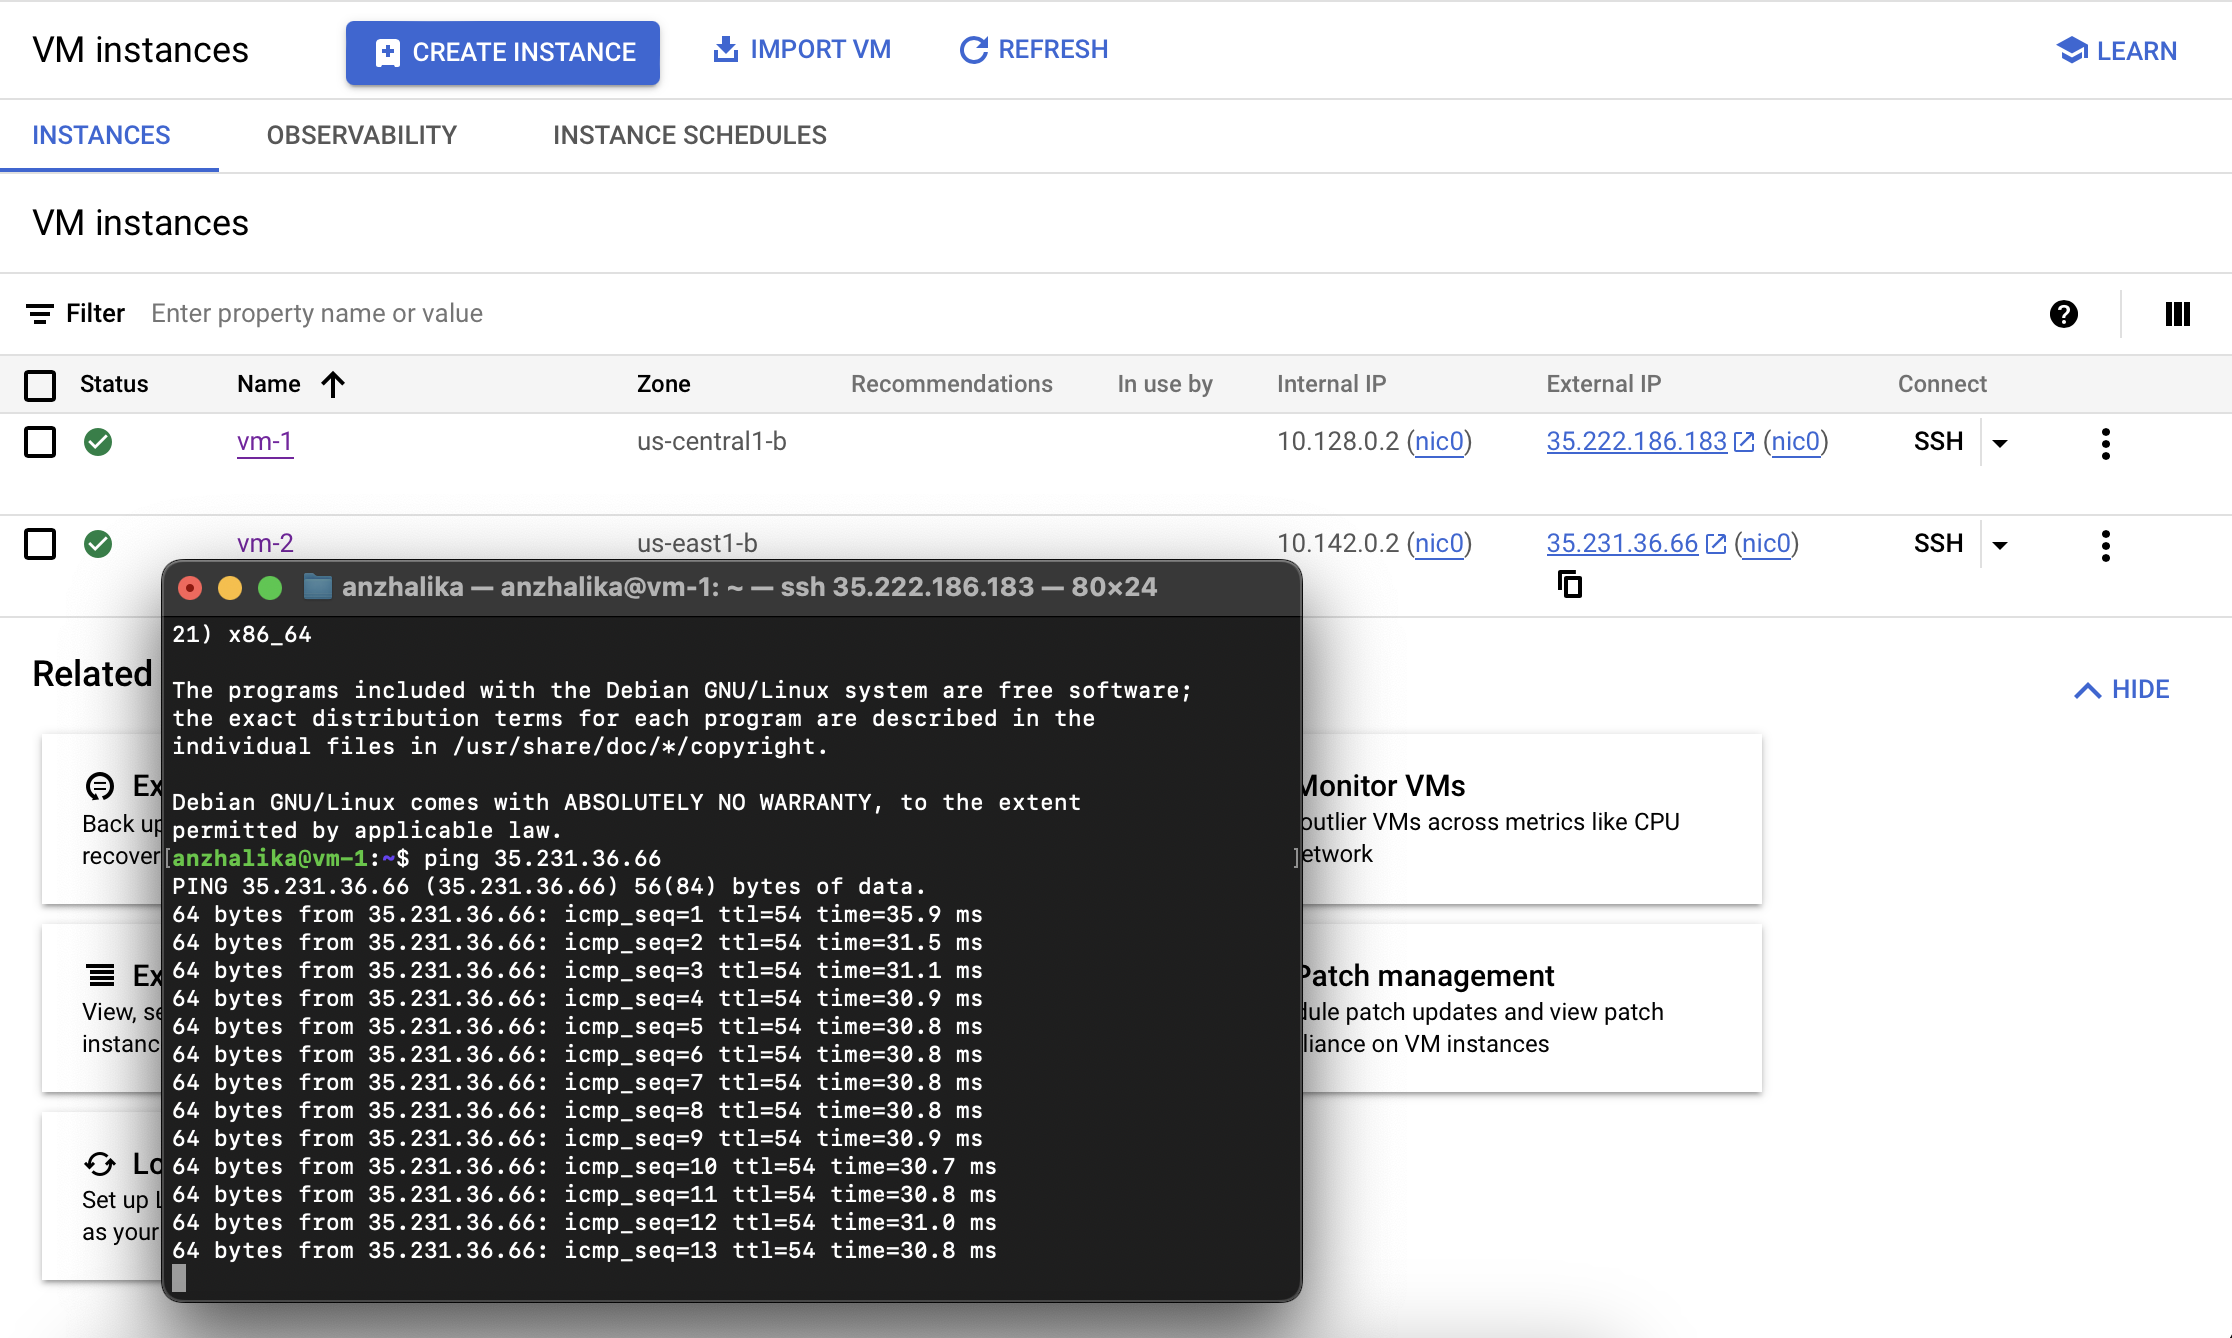 VM instances
CREATE INSTANCE
IMPORT VM
REFRESH
LEARN
INSTANCES
OBSERVABILITY
INSTANCE SCHEDULES
VM instances
Filter Enter property name or value
Status Name Zone Recommendations In use by Internal IP External IP Connect
vm-1 us-central1-b 10.128.0.2 (nic0) 35.222.186.183 (nic0) SSH
vm-2 us-east1-b 10.142.0.2 (nic0) 35.231.36.66 (nic0) SSH
anzhalika — anzhalika@vm-1: ~ — ssh 35.222.186.183 — 80×24
21) x86_64
The programs included with the Debian GNU/Linux system are free software;
the exact distribution terms for each program are described in the
individual files in /usr/share/doc/*/copyright.
Debian GNU/Linux comes with ABSOLUTELY NO WARRANTY, to the extent
permitted by applicable law.
[anzhalika@vm-1:~$ ping 35.231.36.66 ]
PING 35.231.36.66 (35.231.36.66) 56(84) bytes of data.
64 bytes from 35.231.36.66: icmp_seq=1 ttl=54 time=35.9 ms
64 bytes from 35.231.36.66: icmp_seq=2 ttl=54 time=31.5 ms
64 bytes from 35.231.36.66: icmp_seq=3 ttl=54 time=31.1 ms
64 bytes from 35.231.36.66: icmp_seq=4 ttl=54 time=30.9 ms
64 bytes from 35.231.36.66: icmp_seq=5 ttl=54 time=30.8 ms
64 bytes from 35.231.36.66: icmp_seq=6 ttl=54 time=30.8 ms
64 bytes from 35.231.36.66: icmp_seq=7 ttl=54 time=30.8 ms
64 bytes from 35.231.36.66: icmp_seq=8 ttl=54 time=30.8 ms
64 bytes from 35.231.36.66: icmp_seq=9 ttl=54 time=30.9 ms
64 bytes from 35.231.36.66: icmp_seq=10 ttl=54 time=30.7 ms
64 bytes from 35.231.36.66: icmp_seq=11 ttl=54 time=30.8 ms
64 bytes from 35.231.36.66: icmp_seq=12 ttl=54 time=31.0 ms
64 bytes from 35.231.36.66: icmp_seq=13 ttl=54 time=30.8 ms
Related
HIDE
Back up
recover
View,
Set up
as your
Monitor VMs
outlier VMs across metrics like CPU
Patch management
patch updates and view patch
on VM instances